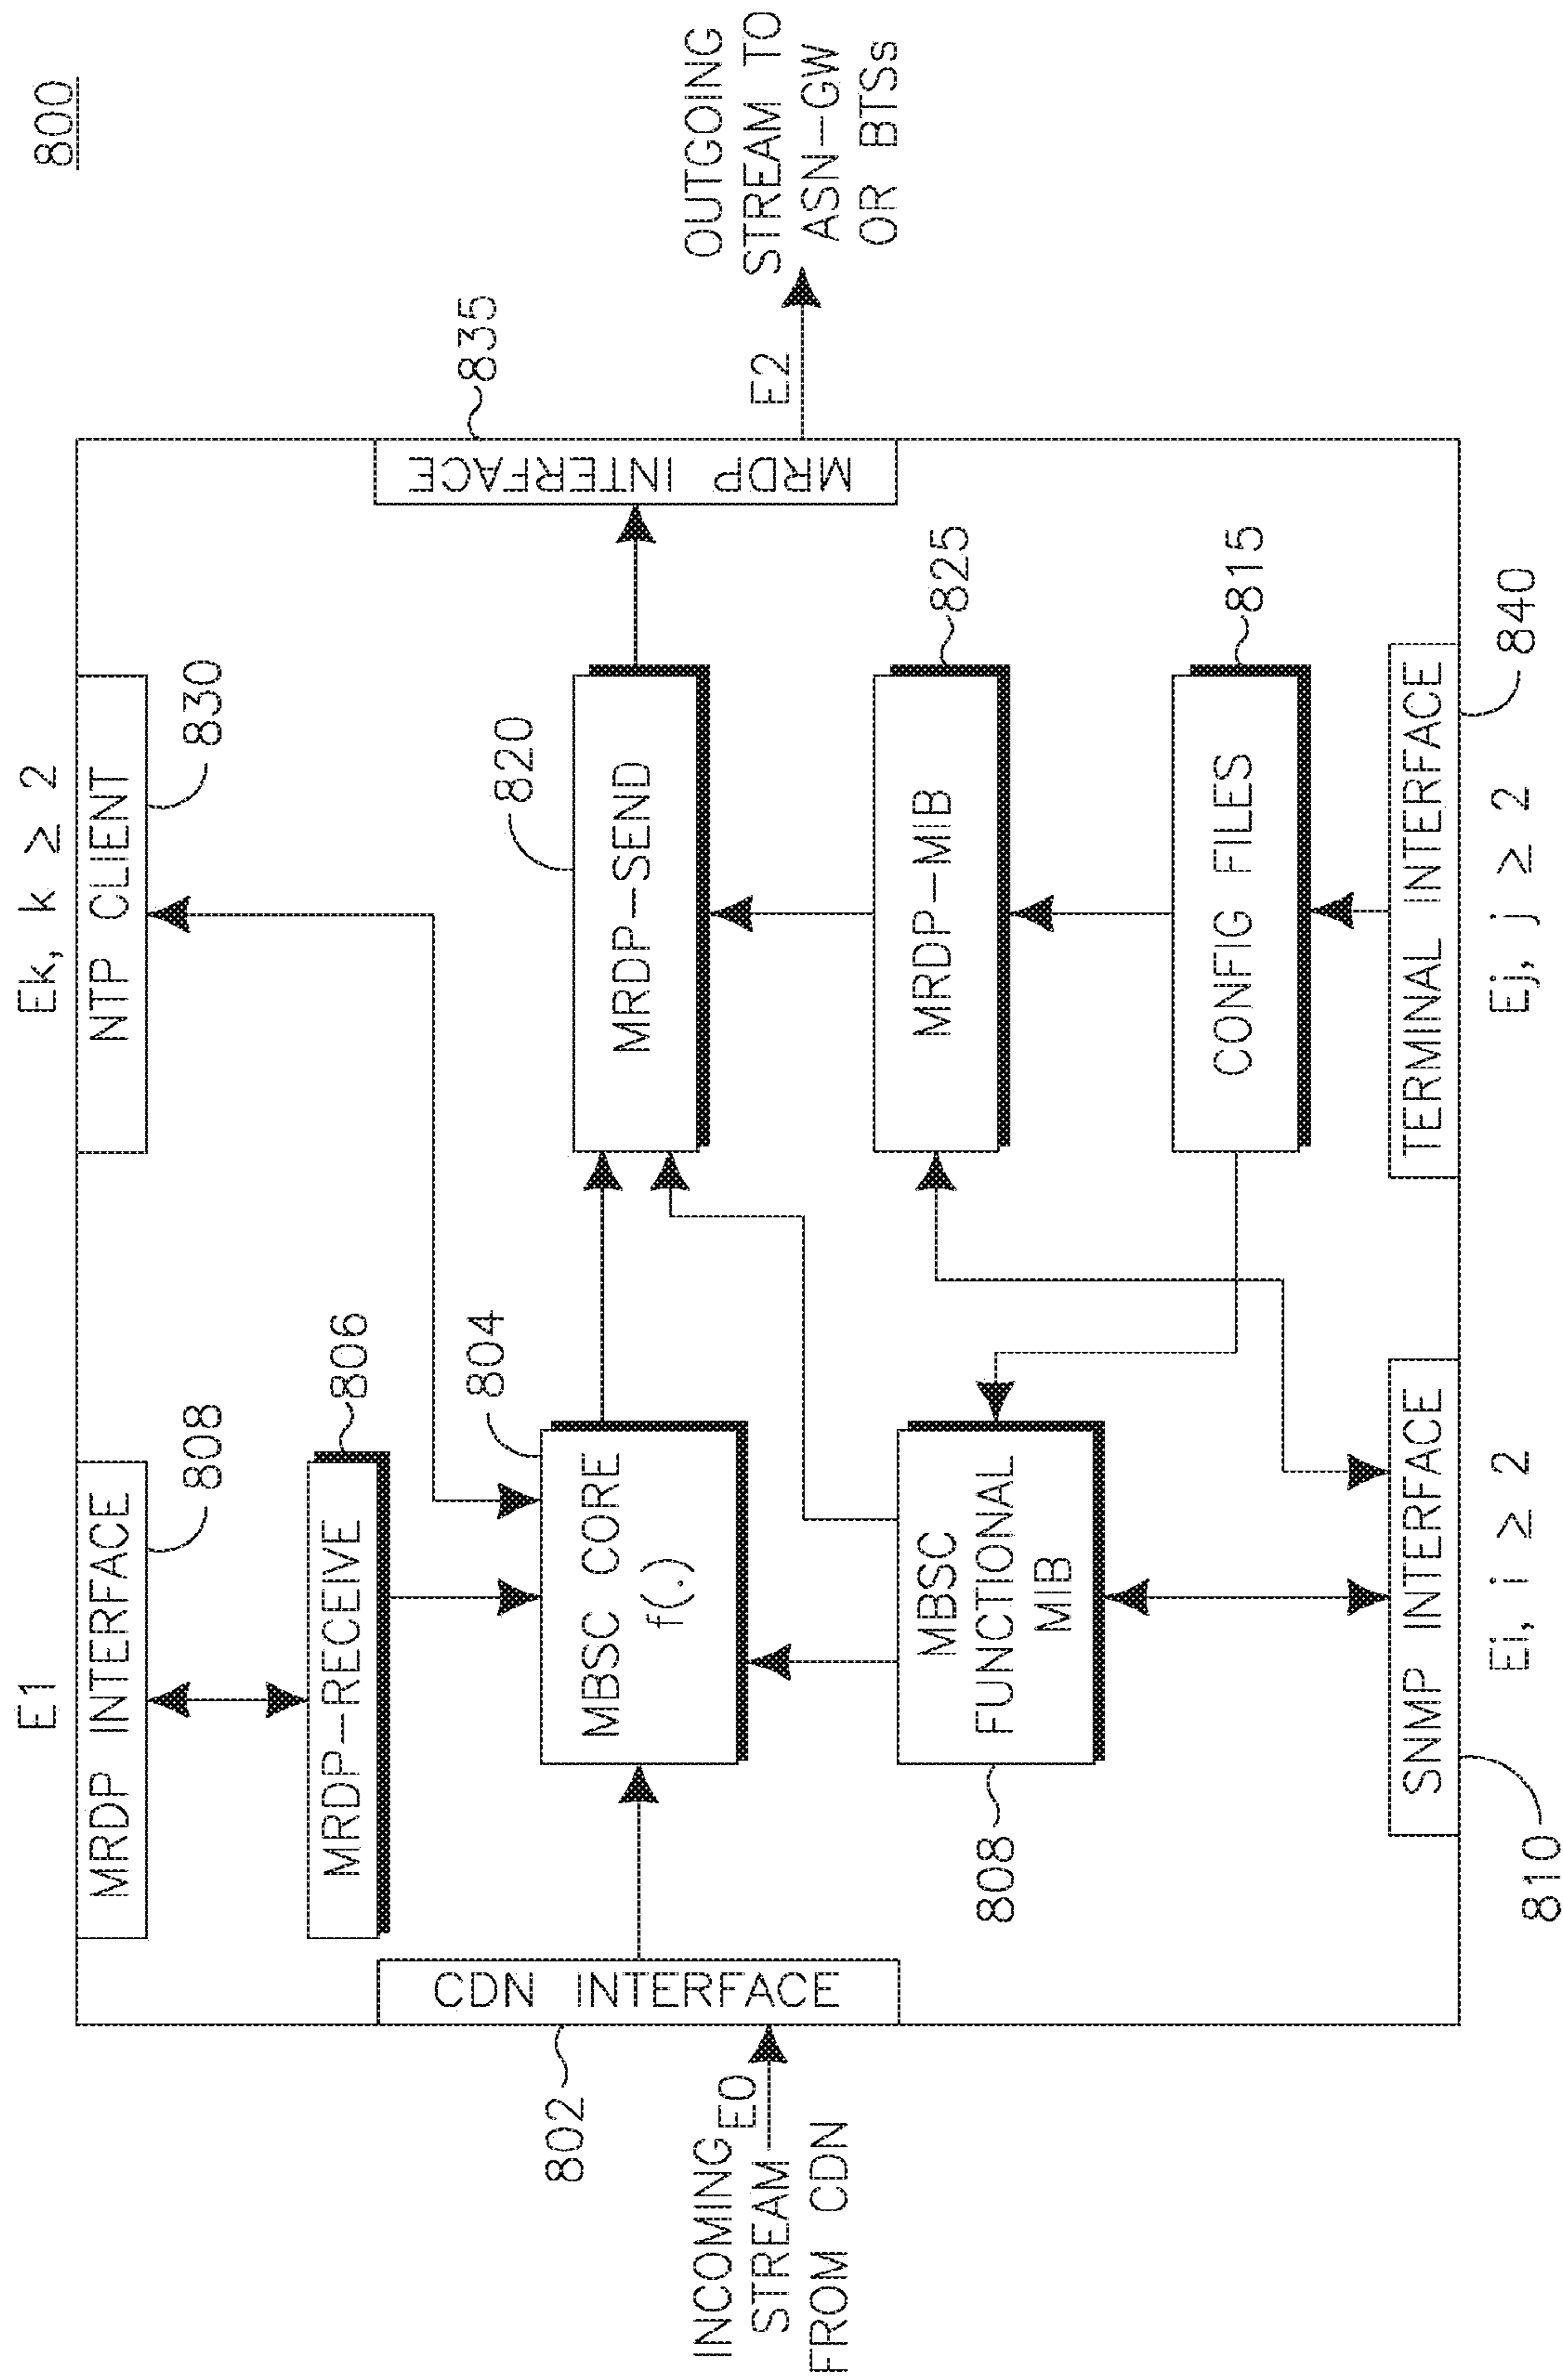 800
E1
Ek, k ≥ 2
MRDP INTERFACE
808
NTP CLIENT
830
MRDP-RECEIVE
806
804
MBSC CORE
f(.)
820
MRDP-SEND
835
MRDP INTERFACE
E2
OUTGOING
STREAM TO
ASN-GW
OR BTSs
802
CDN INTERFACE
INCOMING
STREAM
FROM CDN
E0
MBSC
FUNCTIONAL
MIB
808
MRDP-MIB
825
CONFIG FILES
815
SNMP INTERFACE
810
Ei, i ≥ 2
TERMINAL INTERFACE
840
Ej, j ≥ 2